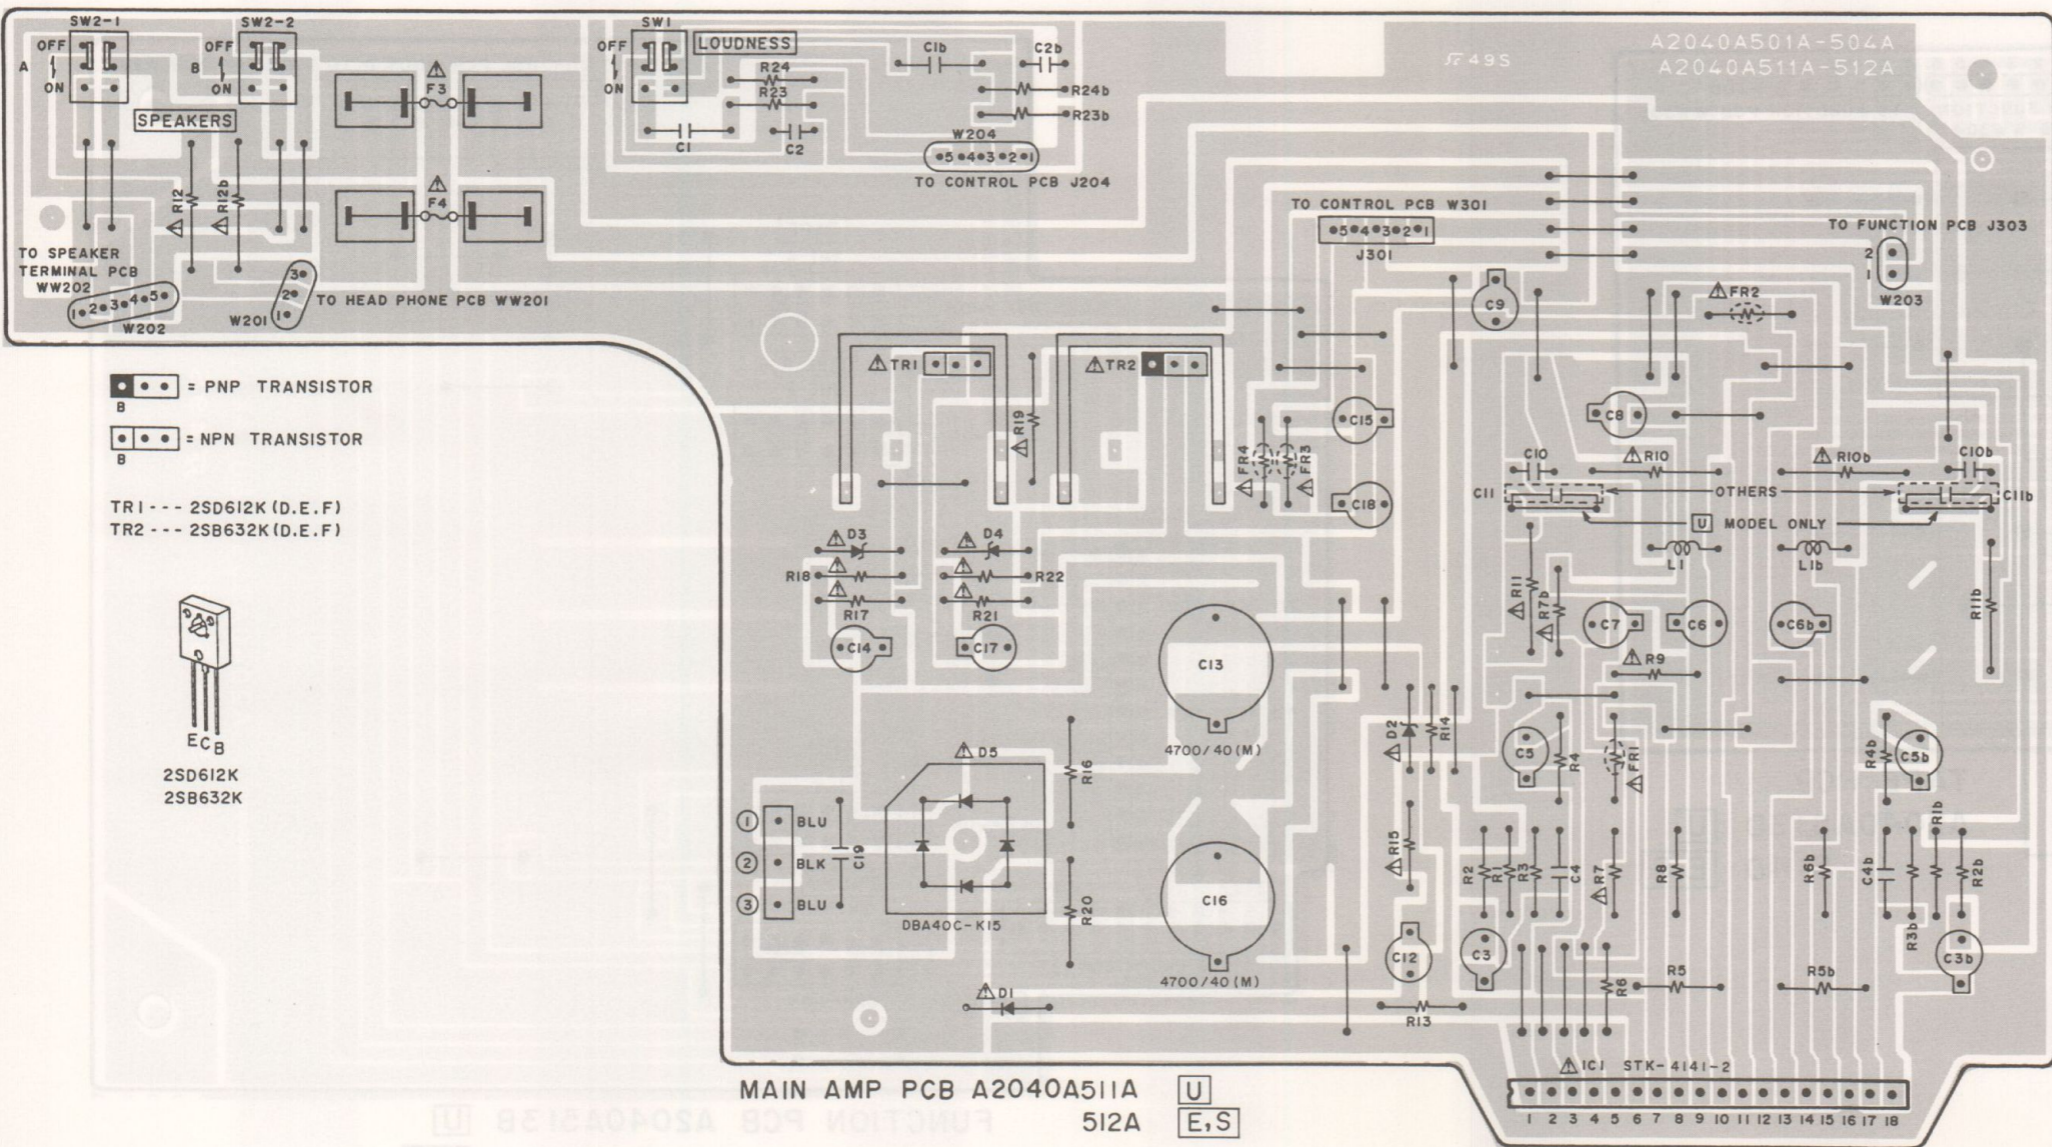 SW2-1
SW2-2
SW1
LOUDNESS
OFF
A
ON
OFF
B
ON
OFF
ON
SPEAKERS
F3
F4
R24
R23
C1
C2
C1b
C2b
R24b
R23b
W204
5 4 3 2 1
TO CONTROL PCB J204
49S
A2040A501A-504A
A2040A511A-512A
R12
R12b
TO SPEAKER
TERMINAL PCB
WW202
1 2 3 4 5
W202
3
2
1
W201
TO HEAD PHONE PCB WW201
TO CONTROL PCB W301
5 4 3 2 1
J301
TO FUNCTION PCB J303
2
1
W203
C9
FR2
B
= PNP TRANSISTOR
B
= NPN TRANSISTOR
TR1 --- 2SD612K (D.E.F)
TR2 --- 2SB632K (D.E.F)
ECB
2SD612K
2SB632K
TR1
TR2
R19
FR4
FR3
C15
C18
C8
C10
R10
R10b
C10b
C11
OTHERS
C11b
U MODEL ONLY
L1
L1b
D3
D4
R18
R22
R17
R21
C14
C17
C13
4700/40(M)
R11
R7b
C7
C6
C6b
R11b
R9
D5
R16
D2
R14
C5
R4
FR1
R4b
C5b
1 BLU
2 BLK
3 BLU
C19
DBA40C-K15
R20
C16
4700/40(M)
R15
R2
R1
R3
C4
R7
R8
R6b
C4b
R3b
R1b
R2b
C12
C3
C3b
D1
R13
R6
R5
R5b
IC1 STK-4141-2
1 2 3 4 5 6 7 8 9 10 11 12 13 14 15 16 17 18
MAIN AMP PCB A2040A511A U
512A E,S
FUNCTION PCB A2040A513B U